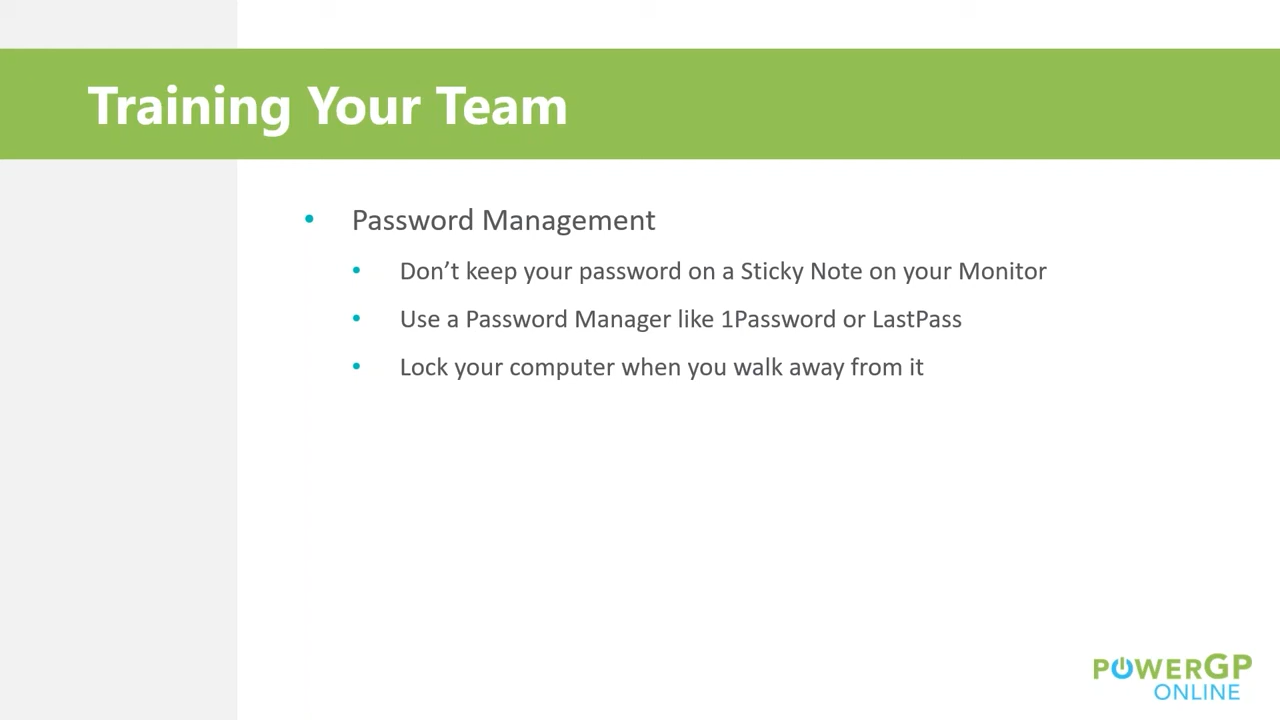 Training Your Team
• Password Management
• Don’t keep your password on a Sticky Note on your Monitor
• Use a Password Manager like 1Password or LastPass
• Lock your computer when you walk away from it
POWERGP
ONLINE